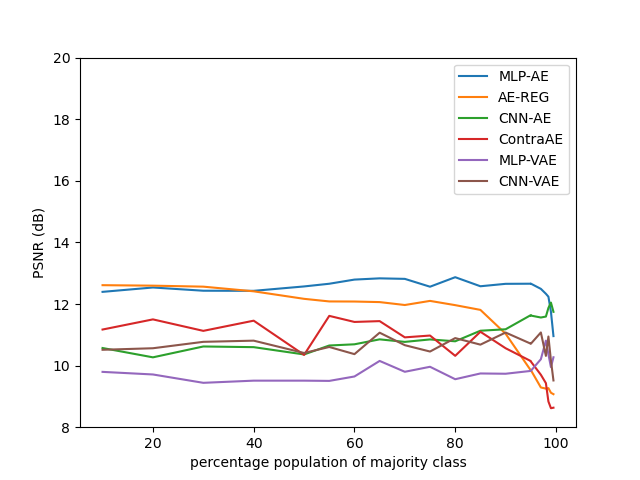 20
18
16
14
12
10
8
PSNR (dB)
MLP-AE
AE-REG
CNN-AE
ContraAE
MLP-VAE
CNN-VAE
20 40 60 80 100
percentage population of majority class